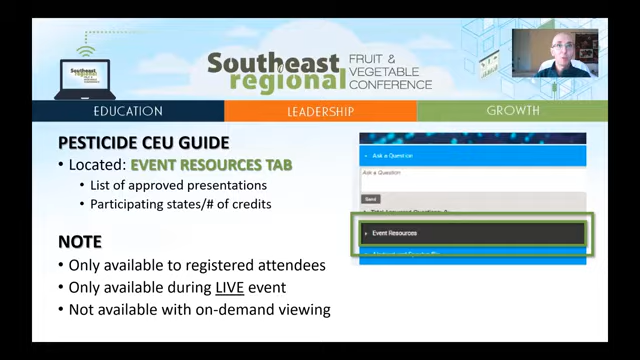 Southeast
regional
FRUIT &
VEGETABLE
CONFERENCE
EDUCATION
LEADERSHIP
GROWTH
PESTICIDE CEU GUIDE
• Located: EVENT RESOURCES TAB
• List of approved presentations
• Participating states/# of credits
NOTE
• Only available to registered attendees
• Only available during LIVE event
• Not available with on-demand viewing
Ask a Question
Ask a Question
Send
Event Resources